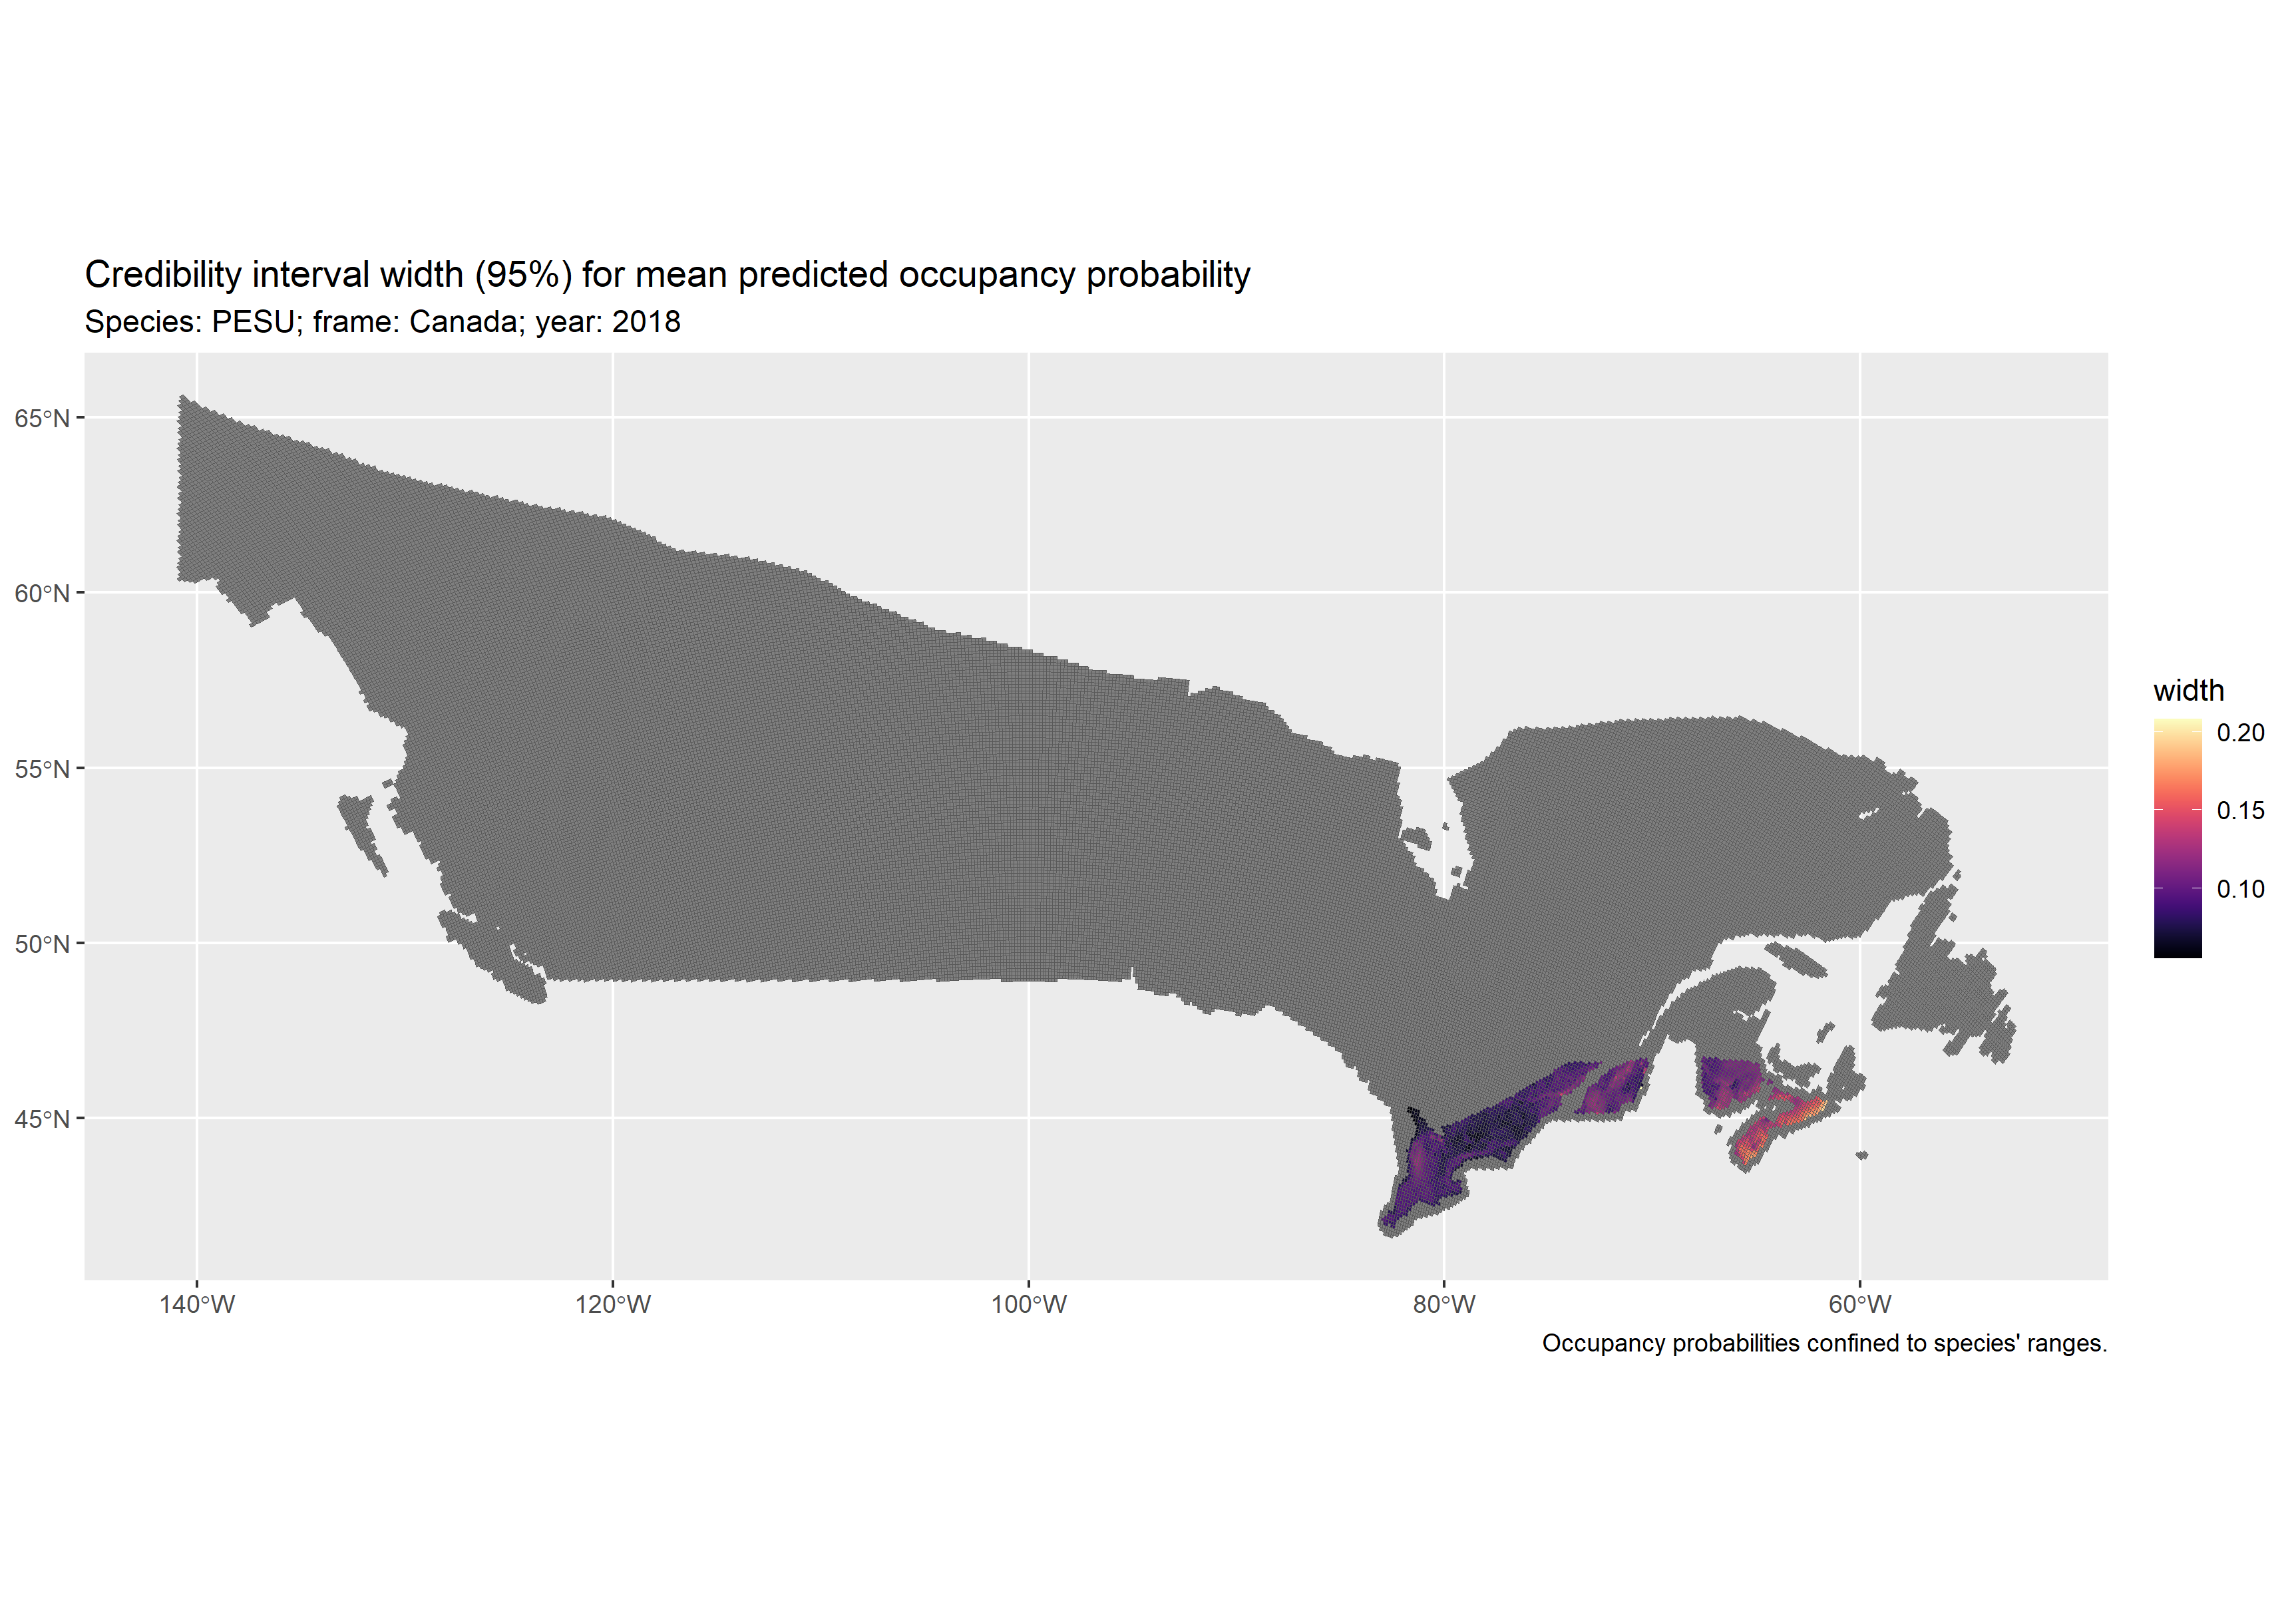 Credibility interval width (95%) for mean predicted occupancy probability
Species: PESU; frame: Canada; year: 2018
65°N
60°N
55°N
50°N
45°N
140°W
120°W
100°W
80°W
60°W
width
0.20
0.15
0.10
Occupancy probabilities confined to species' ranges.